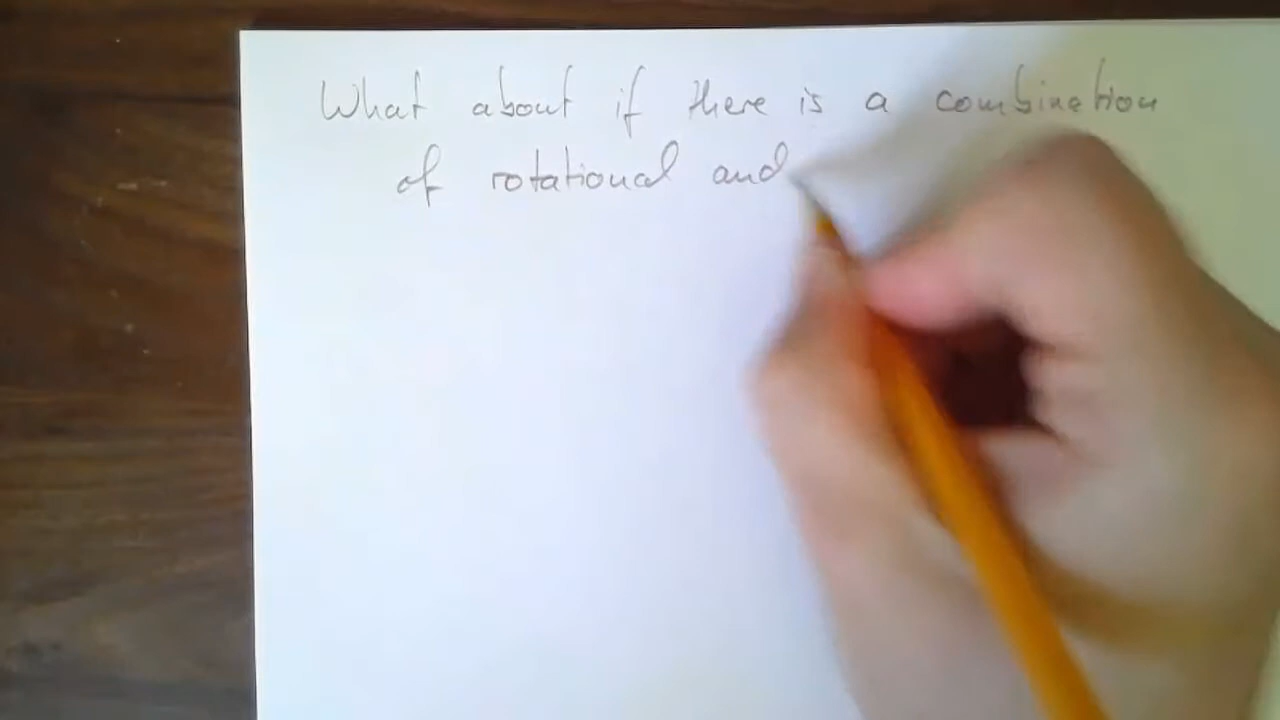 What about if there is a combination
of rotational and